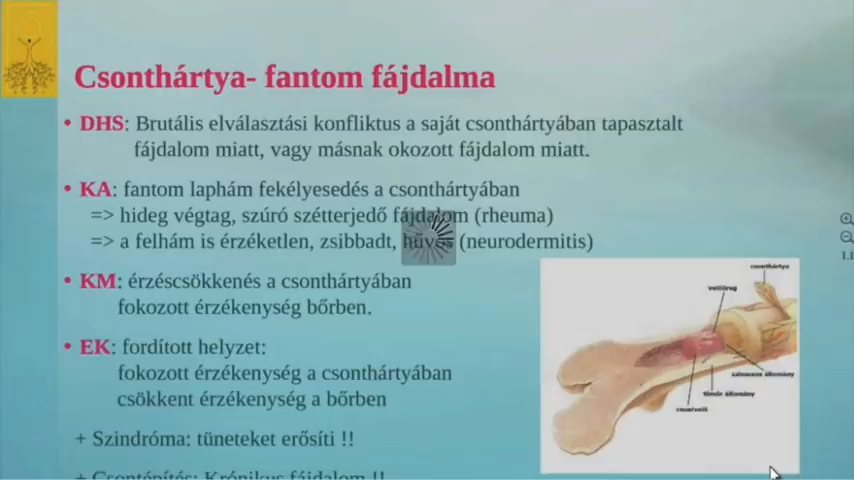 Csonthártya- fantom fájdalma
• DHS: Brutális elválasztási konfliktus a saját csonthártyában tapasztalt
fájdalom miatt, vagy másnak okozott fájdalom miatt.
• KA: fantom laphám fekélyesedés a csonthártyában
=> hideg végtag, szúró szétterjedő fájdalom (rheuma)
=> a felhám is érzéketlen, zsibbadt, hűvös (neurodermitis)
• KM: érzéscsökkenés a csonthártyában
fokozott érzékenység bőrben.
• EK: fordított helyzet:
fokozott érzékenység a csonthártyában
csökkent érzékenység a bőrben
+ Szindróma: tüneteket erősíti !!
+ Csontépítés: Krónikus fájdalom !!
csonthártya
velőüreg
szivacsos állomány
tömör állomány
csontvelő